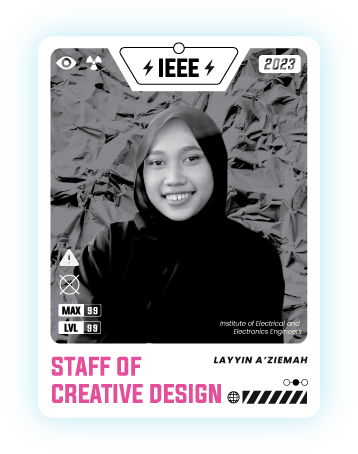 IEEE
2023
MAX 99
LVL 99
Institute of Electrical and
Electronics Engineers
LAYYIN A'ZIEMAH
STAFF OF
CREATIVE DESIGN